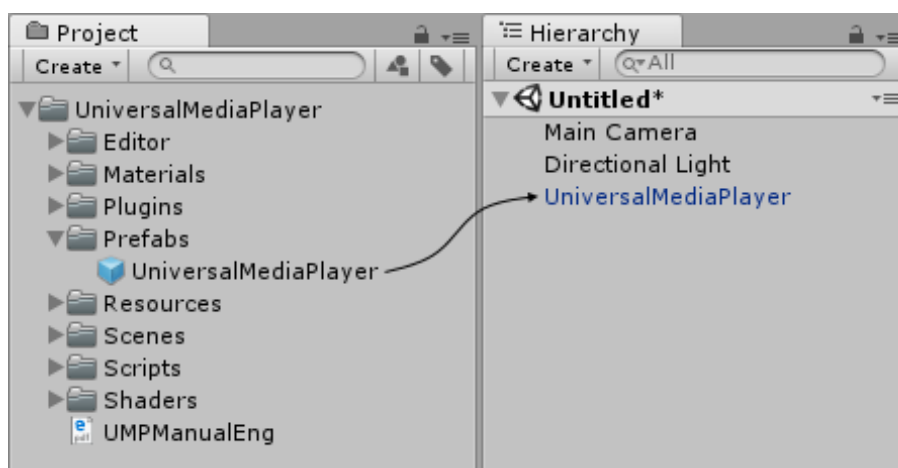 Project
Create
UniversalMediaPlayer
Editor
Materials
Plugins
Prefabs
UniversalMediaPlayer
Resources
Scenes
Scripts
Shaders
UMPManualEng
Hierarchy
Create
All
Untitled*
Main Camera
Directional Light
UniversalMediaPlayer